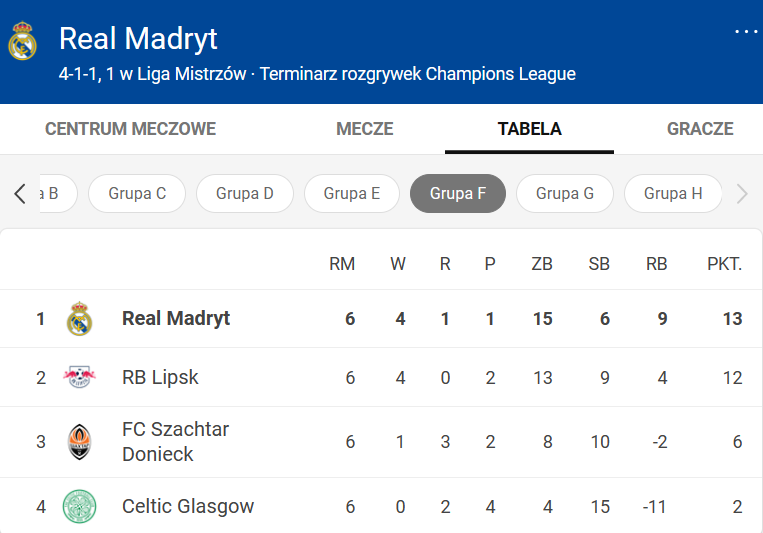 Real Madryt
4-1-1, 1 w Liga Mistrzów · Terminarz rozgrywek Champions League
CENTRUM MECZOWE MECZE TABELA GRACZE
a B Grupa C Grupa D Grupa E Grupa F Grupa G Grupa H
RM W R P ZB SB RB PKT.
1 Real Madryt 6 4 1 1 15 6 9 13
2 RB Lipsk 6 4 0 2 13 9 4 12
3 FC Szachtar Donieck 6 1 3 2 8 10 -2 6
4 Celtic Glasgow 6 0 2 4 4 15 -11 2